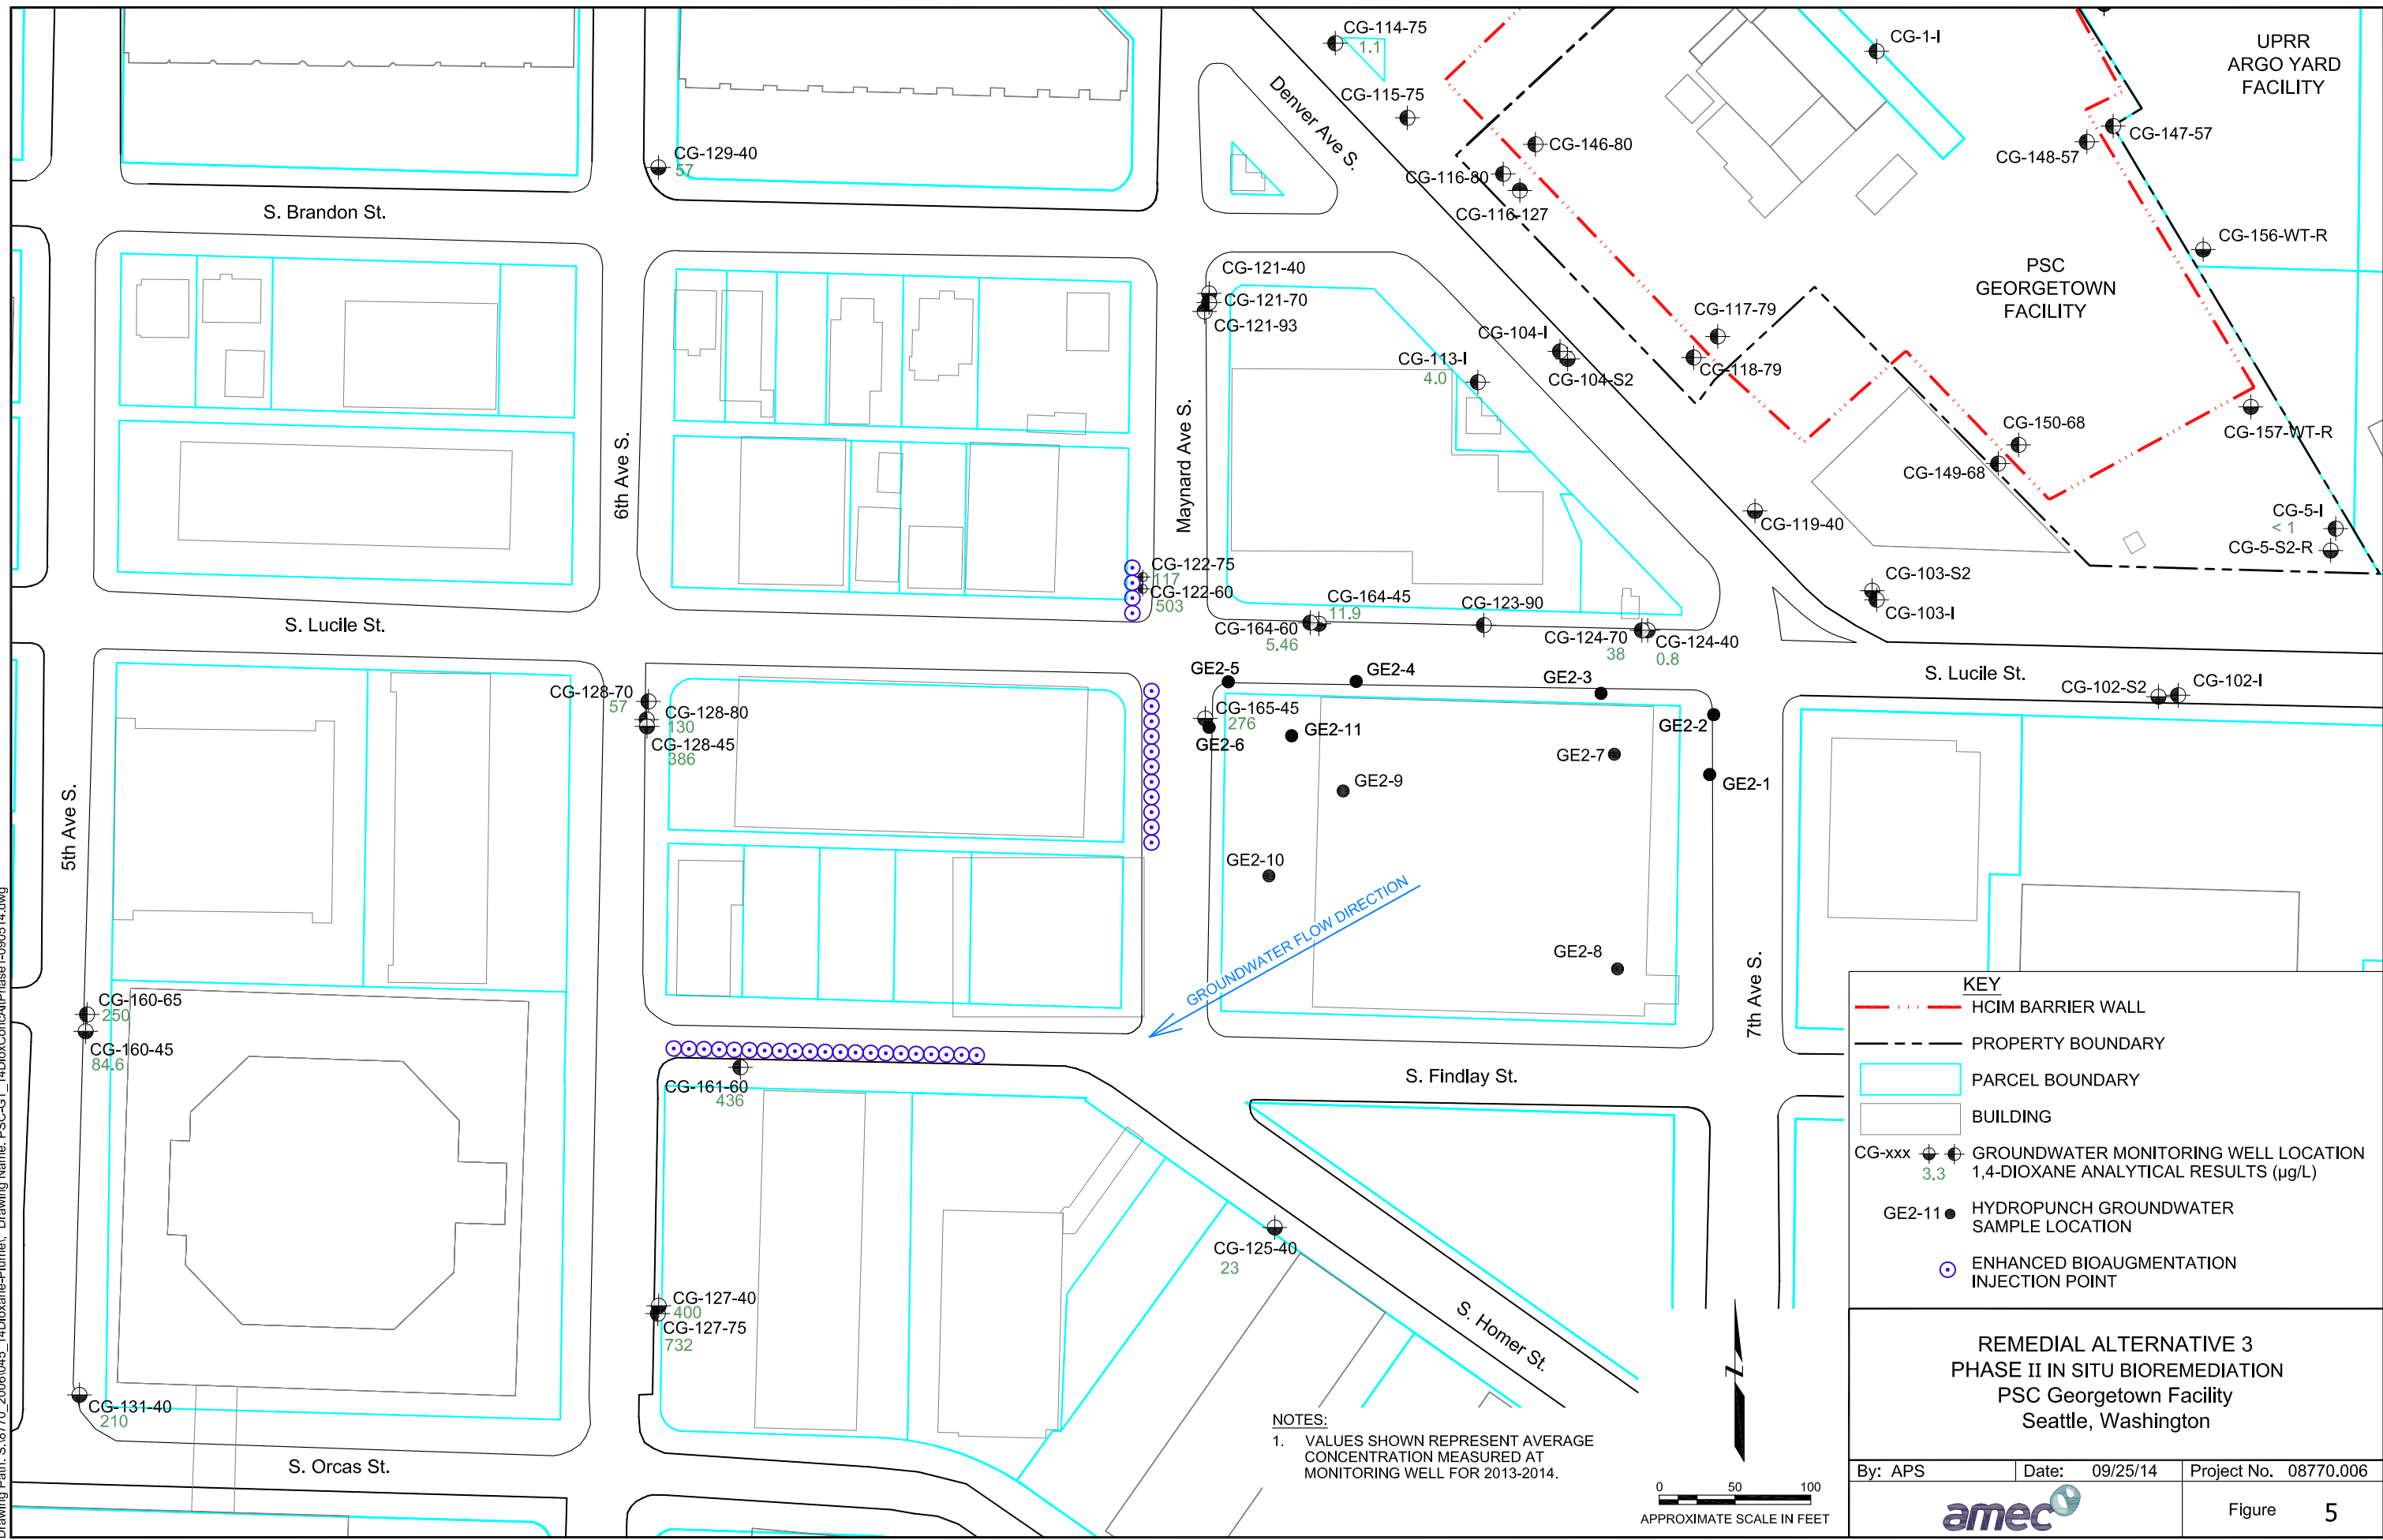 CG-114-75
1.1
CG-1-I
UPRR
ARGO YARD
FACILITY
Denver Ave S.
CG-115-75
CG-147-57
CG-148-57
CG-146-80
CG-129-40
57
CG-116-80
CG-116-127
S. Brandon St.
CG-156-WT-R
PSC
GEORGETOWN
FACILITY
CG-121-40
CG-121-70
CG-121-93
CG-117-79
CG-104-I
CG-113-I
4.0
CG-104-S2
CG-118-79
6th Ave S.
Maynard Ave S.
CG-150-68
CG-157-WT-R
CG-149-68
CG-119-40
CG-5-I
< 1
CG-5-S2-R
CG-122-75
117
CG-122-60
503
CG-103-S2
CG-103-I
CG-164-45
11.9
CG-123-90
CG-164-60
5.46
CG-124-70
38
CG-124-40
0.8
S. Lucile St.
S. Lucile St.
GE2-5
GE2-4
GE2-3
CG-102-S2
CG-102-I
CG-128-70
57
CG-128-80
130
CG-128-45
386
CG-165-45
276
GE2-6
GE2-11
GE2-2
GE2-7
GE2-1
GE2-9
5th Ave S.
GE2-10
GROUNDWATER FLOW DIRECTION
GE2-8
7th Ave S.
CG-160-65
250
CG-160-45
84.6
CG-161-60
436
S. Findlay St.
CG-125-40
23
CG-127-40
400
CG-127-75
732
S. Homer St.
CG-131-40
210
S. Orcas St.
KEY
HCIM BARRIER WALL
PROPERTY BOUNDARY
PARCEL BOUNDARY
BUILDING
CG-xxx
3.3
GROUNDWATER MONITORING WELL LOCATION
1,4-DIOXANE ANALYTICAL RESULTS (µg/L)
GE2-11
HYDROPUNCH GROUNDWATER
SAMPLE LOCATION
ENHANCED BIOAUGMENTATION
INJECTION POINT
NOTES:
1. VALUES SHOWN REPRESENT AVERAGE
CONCENTRATION MEASURED AT
MONITORING WELL FOR 2013-2014.
Z
0 50 100
APPROXIMATE SCALE IN FEET
REMEDIAL ALTERNATIVE 3
PHASE II IN SITU BIOREMEDIATION
PSC Georgetown Facility
Seattle, Washington
By: APS Date: 09/25/14 Project No. 08770.006
amec
Figure 5